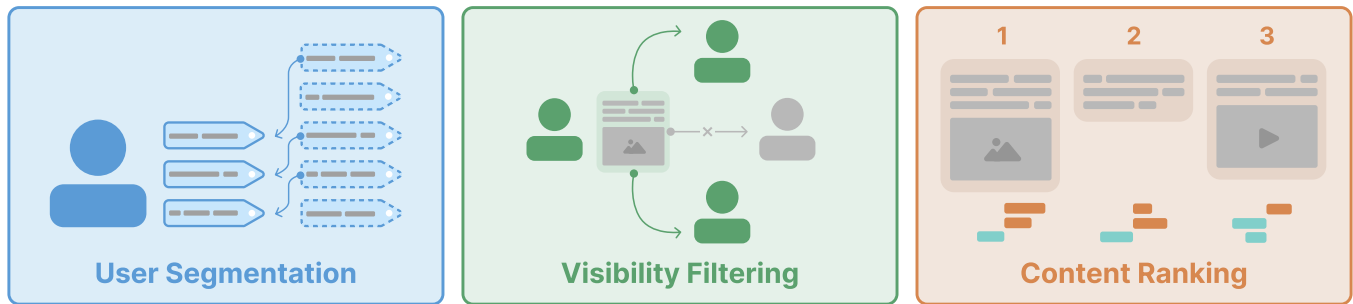 User Segmentation
Visibility Filtering
1 2 3
Content Ranking